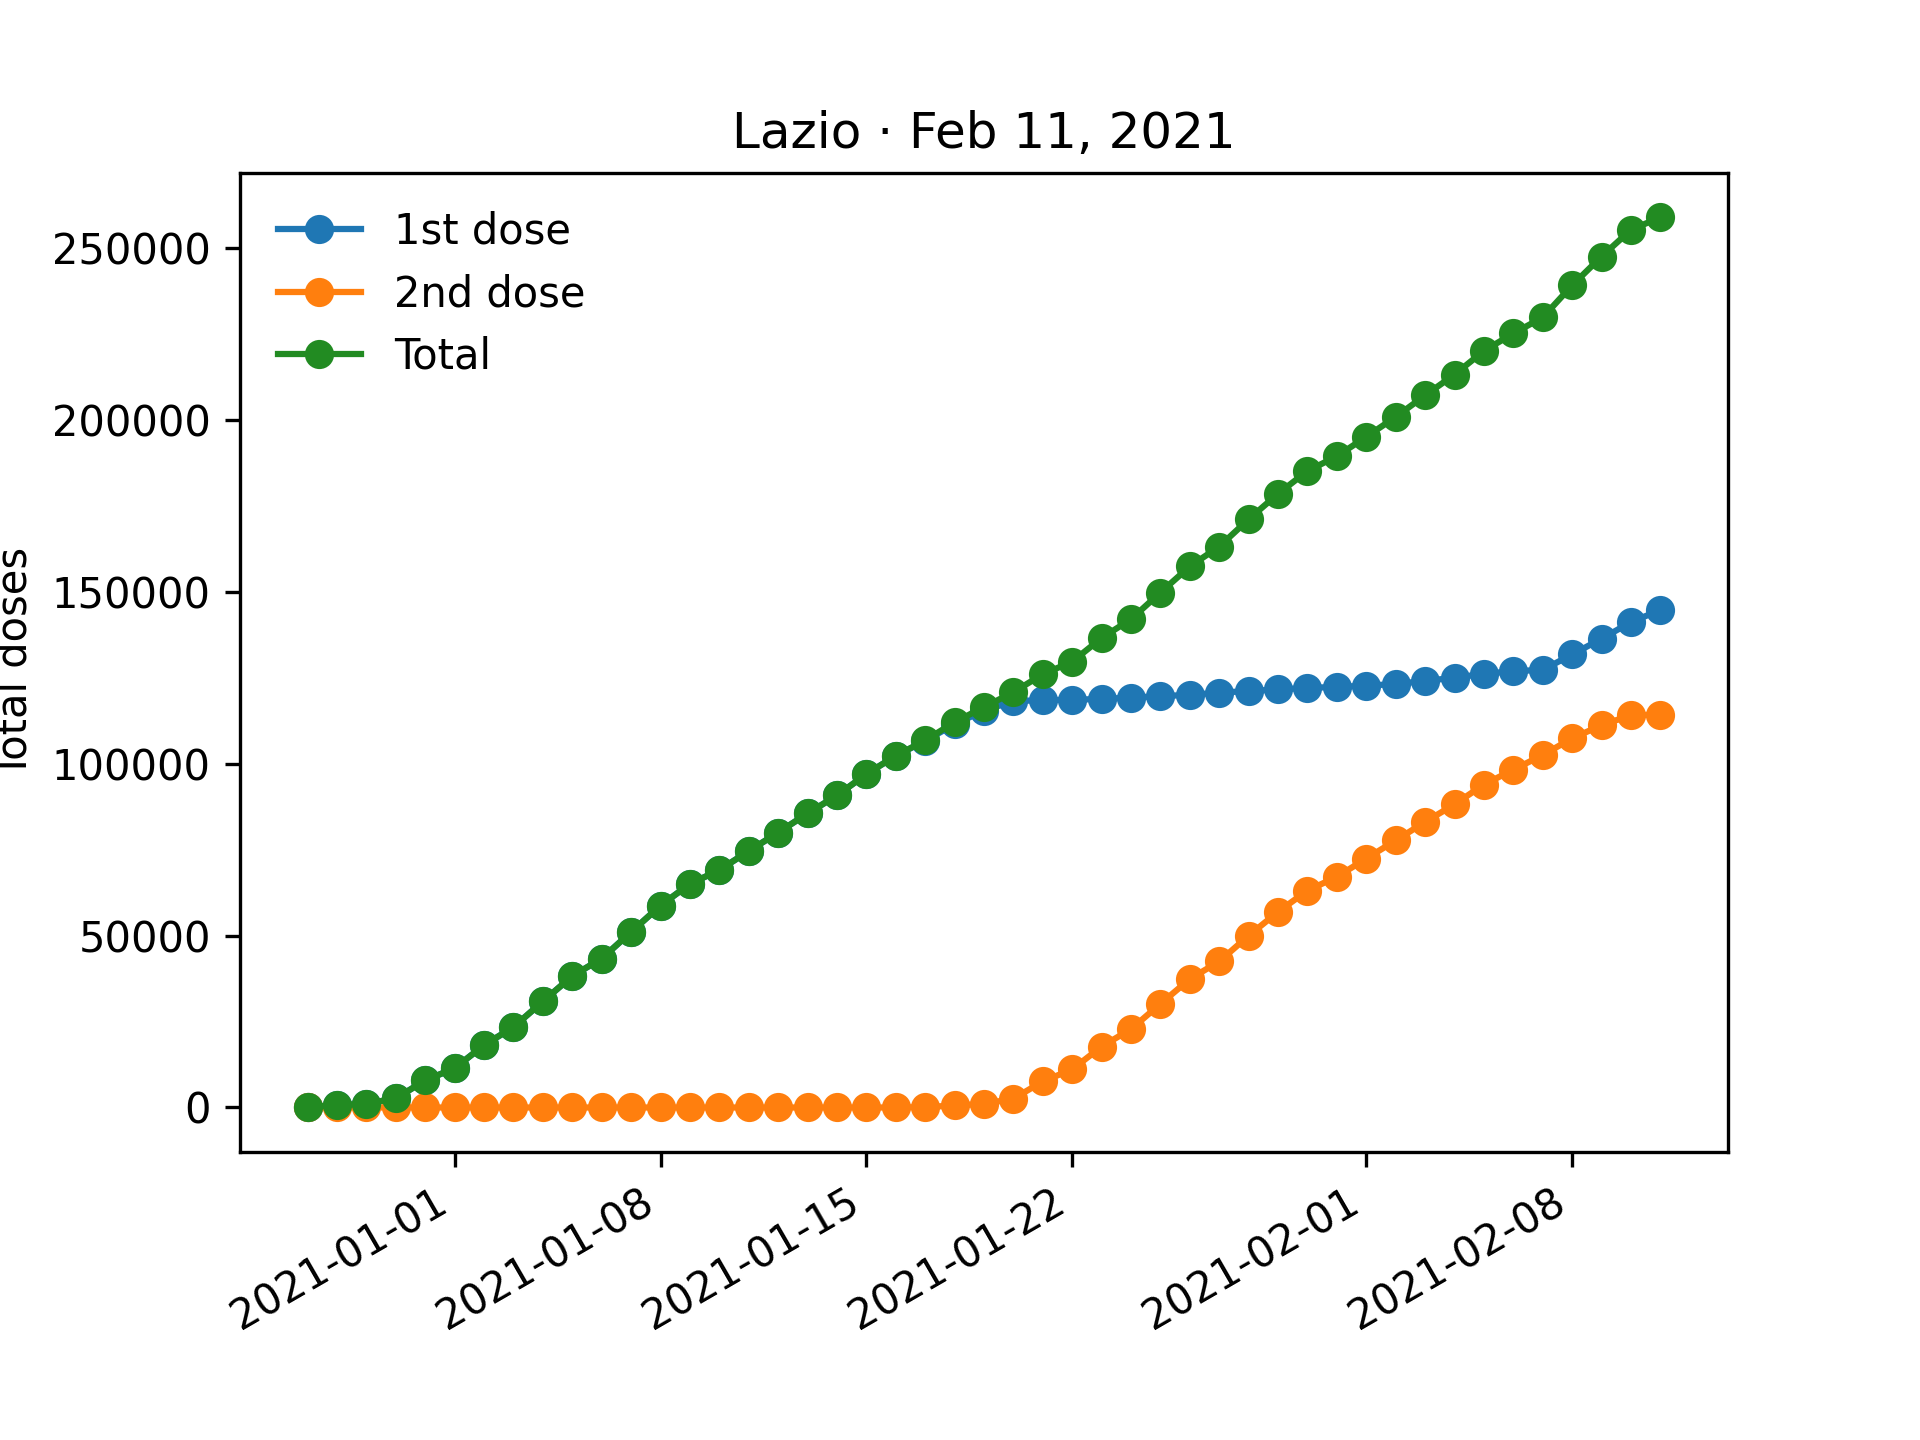 Lazio · Feb 11, 2021
1st dose
2nd dose
Total
250000
200000
150000
100000
50000
0
Total doses
2021-01-01
2021-01-08
2021-01-15
2021-01-22
2021-02-01
2021-02-08